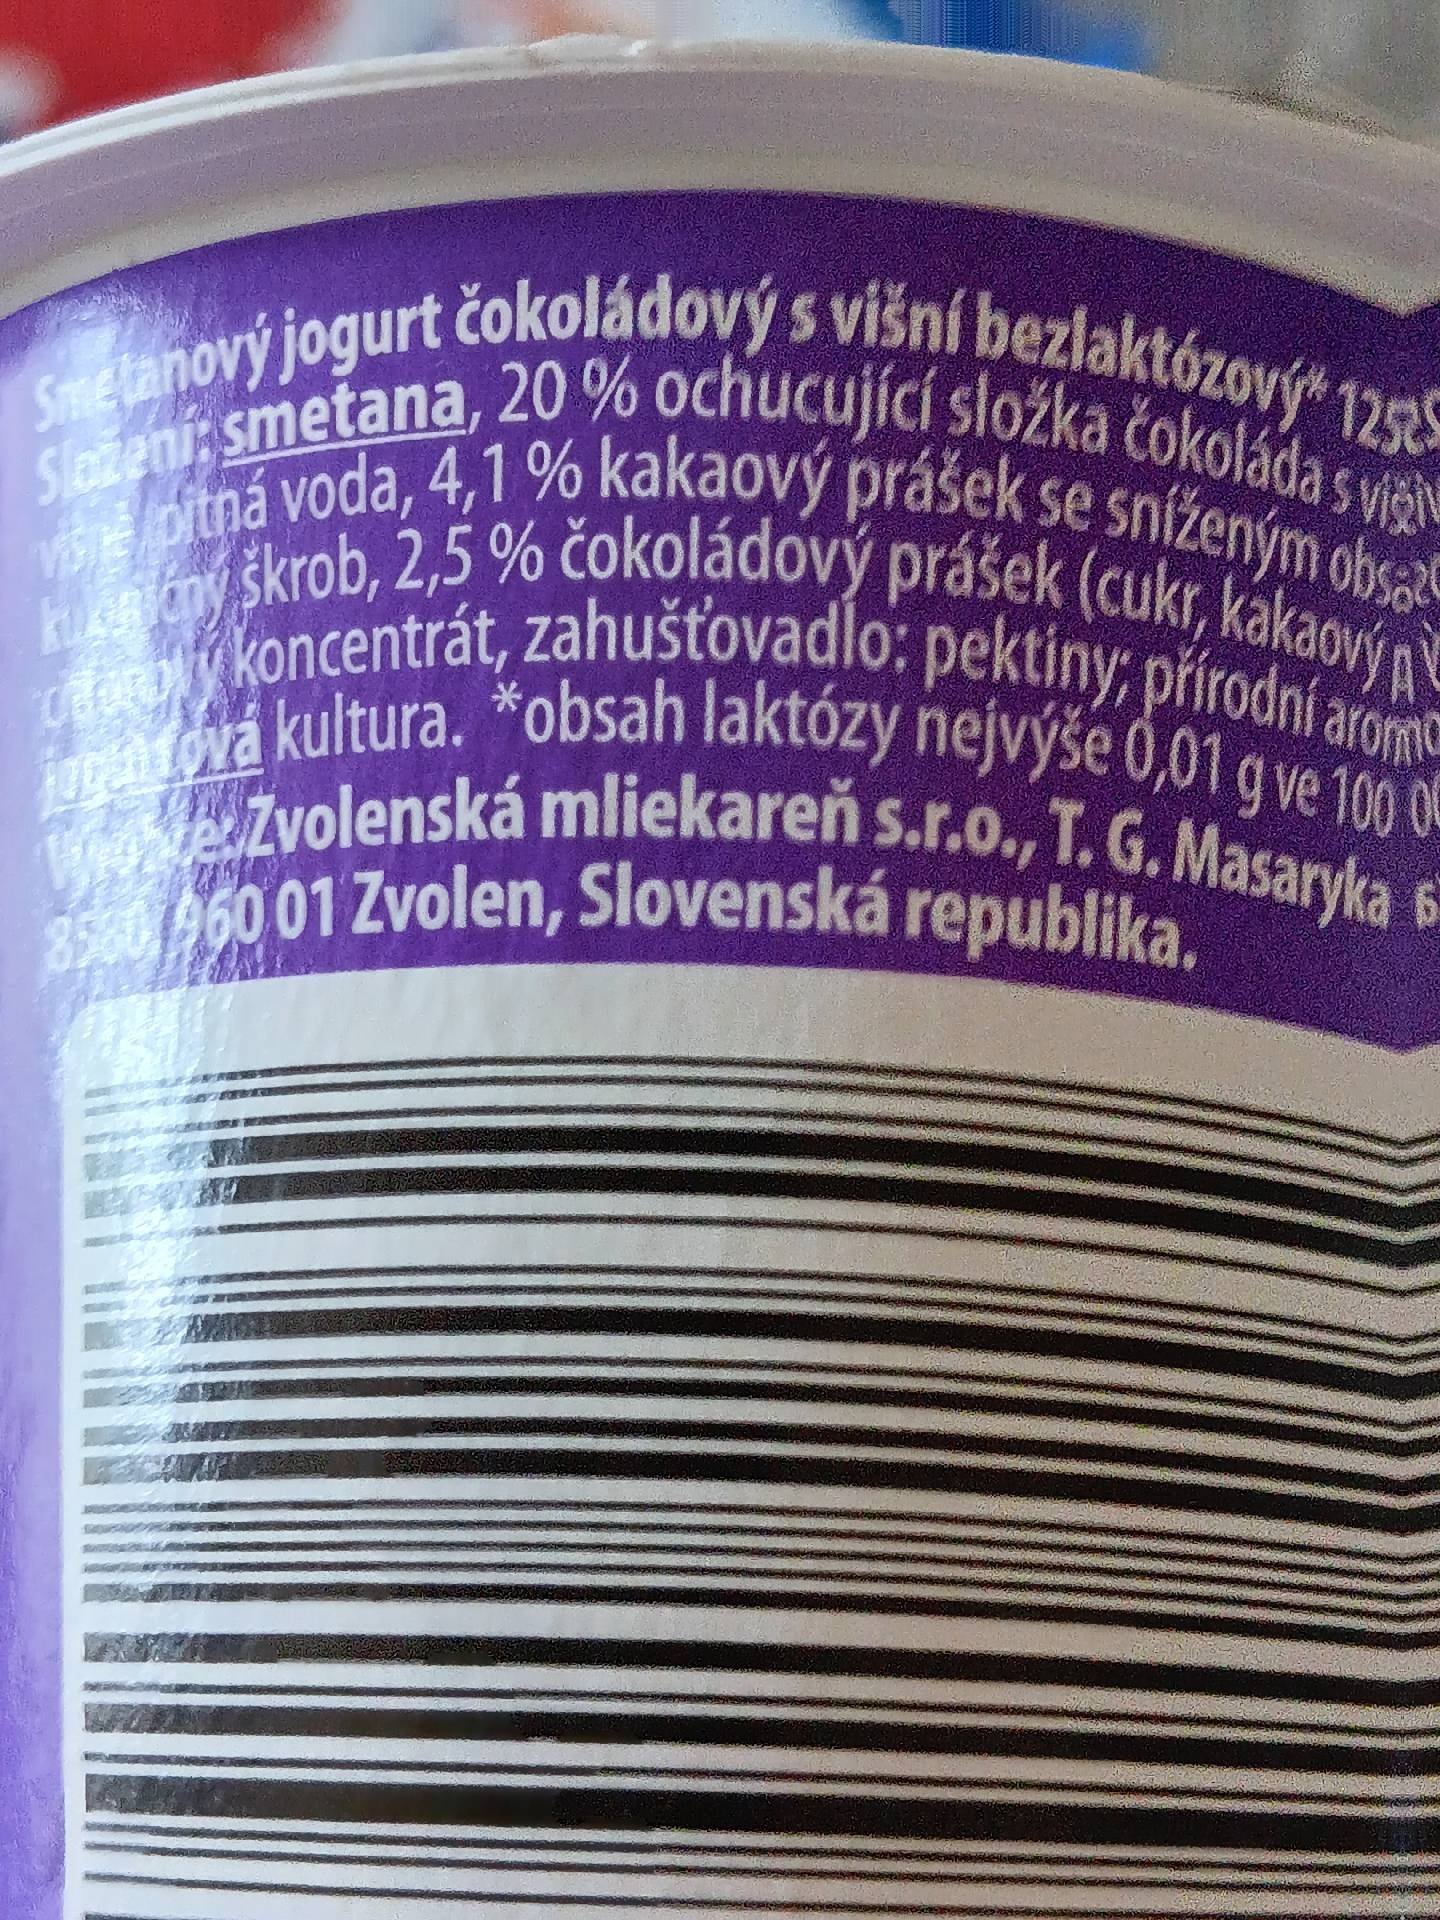 Smetanový jogurt čokoládový s višní bezlaktózový*
Složení: smetana, 20 % ochucující složka čokoláda s
pitná voda, 4,1 % kakaový prášek se sníženým
škrob, 2,5 % čokoládový prášek (cukr, kakaový
koncentrát, zahušťovadlo: pektiny; přírodní
kultura. *obsah laktózy nejvýše 0,01 g ve 100
Zvolenská mliekareň s.r.o., T. G. Masaryka
960 01 Zvolen, Slovenská republika.